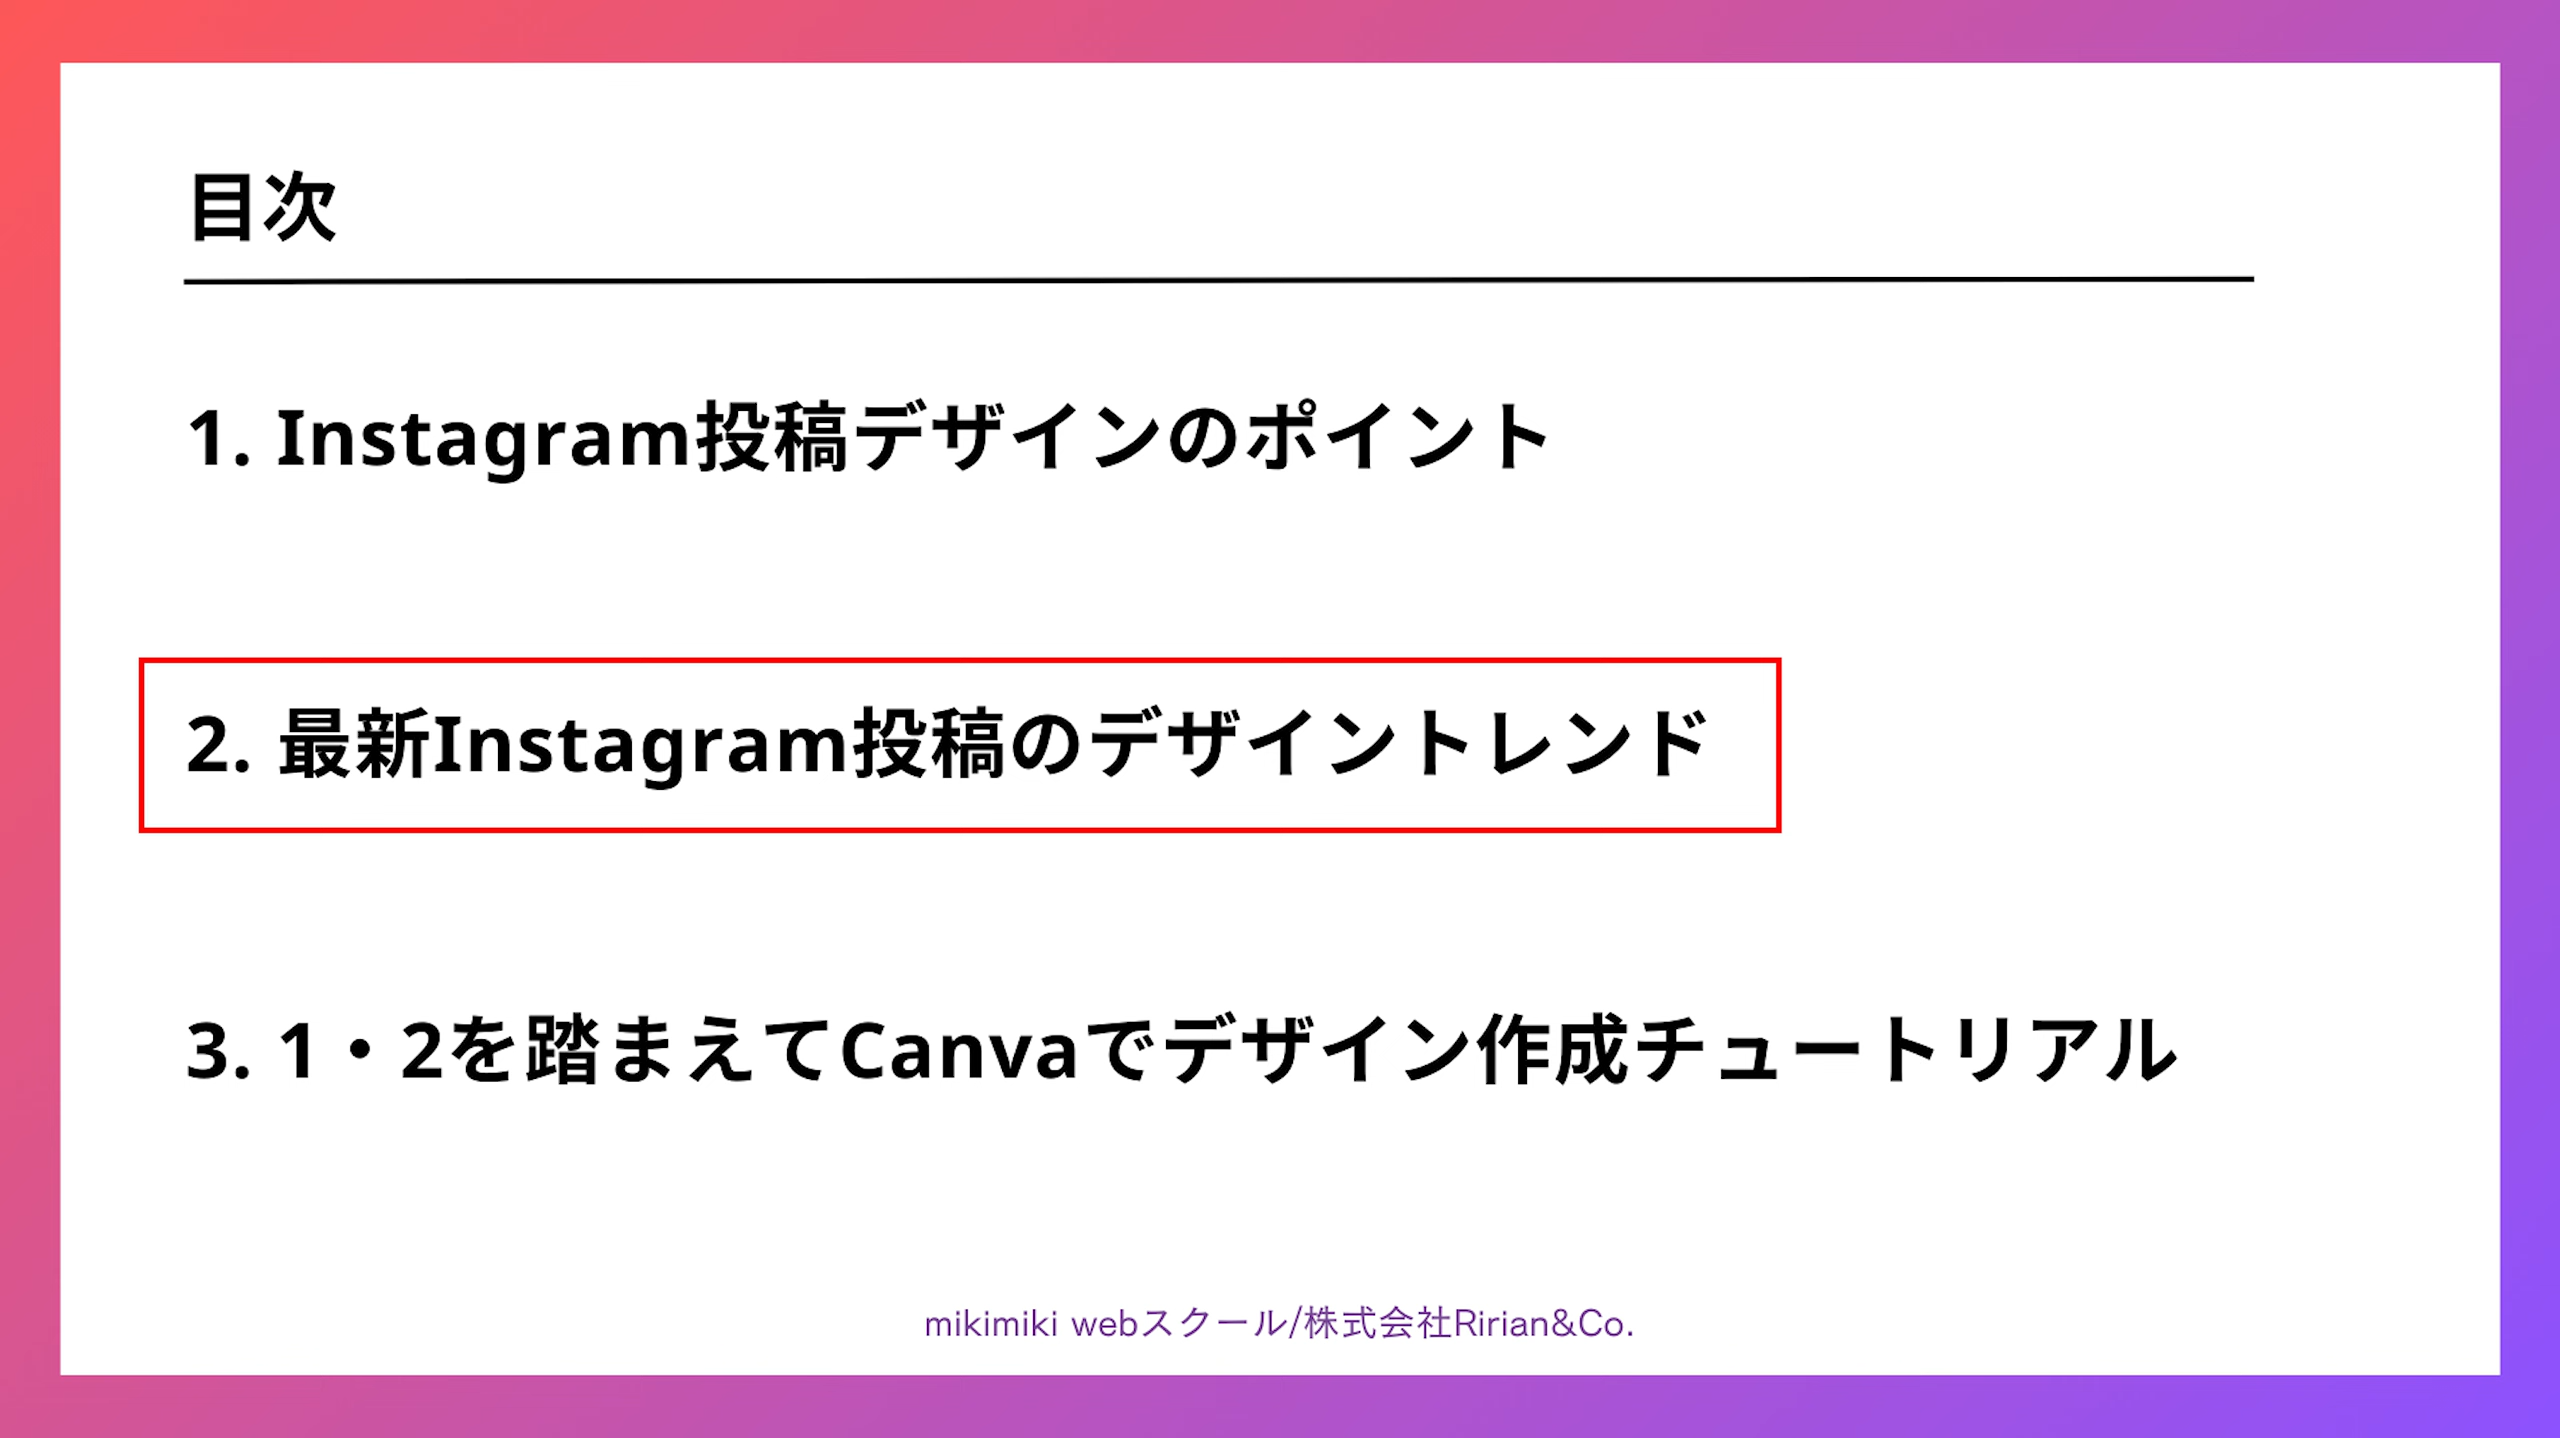 目次
1. Instagram投稿デザインのポイント
2. 最新Instagram投稿のデザイントレンド
3. 1・2を踏まえてCanvaでデザイン作成チュートリアル
mikimiki webスクール/株式会社Ririan&Co.